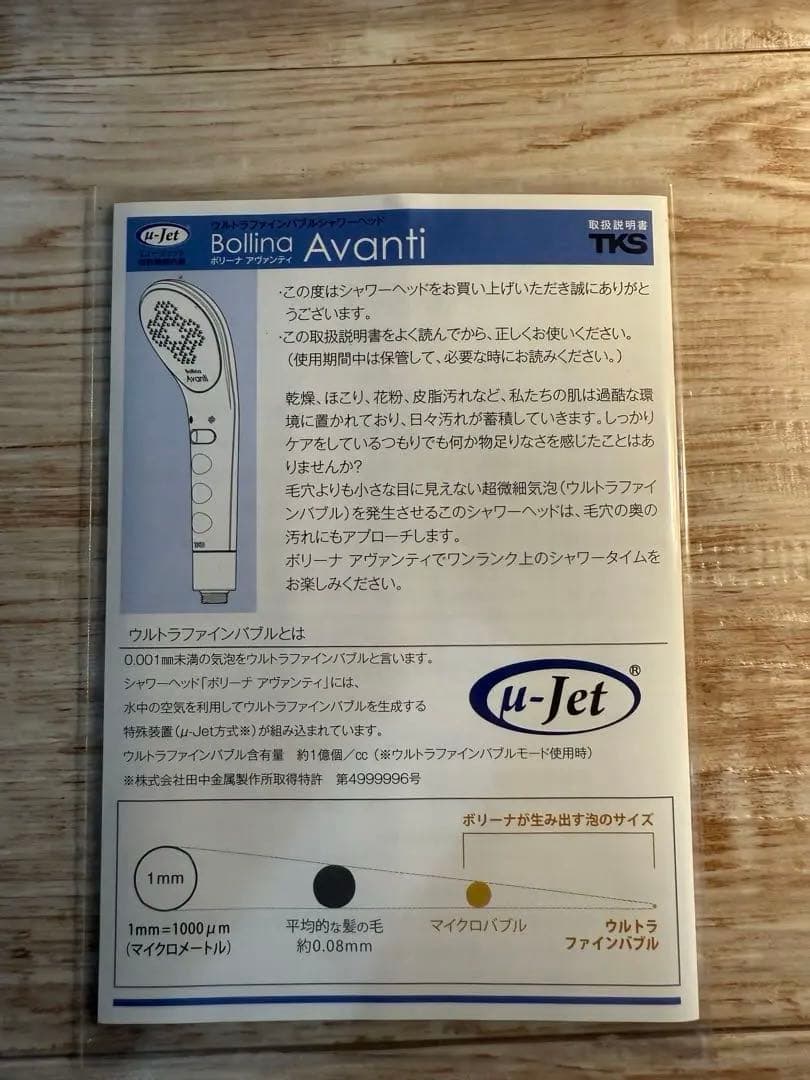 μ-Jet
ウルトラファインバブルシャワーヘッド
Bollina Avanti
ボリーナ アヴァンティ
取扱説明書
TKS
Bollina
Avanti
TKS
・この度はシャワーヘッドをお買い上げいただき誠にありがと
うございます。
・この取扱説明書をよく読んでから、正しくお使いください。
（使用期間中は保管して、必要な時にお読みください。）
乾燥、ほこり、花粉、皮脂汚れなど、私たちの肌は過酷な環
境に置かれており、日々汚れが蓄積していきます。しっかり
ケアをしているつもりでも何か物足りなさを感じたことはあ
りませんか?
毛穴よりも小さな目に見えない超微細気泡（ウルトラファイ
ンバブル）を発生させるこのシャワーヘッドは、毛穴の奥の
汚れにもアプローチします。
ボリーナ アヴァンティでワンランク上のシャワータイムを
お楽しみください。
ウルトラファインバブルとは
0.001㎜未満の気泡をウルトラファインバブルと言います。
シャワーヘッド「ボリーナ アヴァンティ」には、
水中の空気を利用してウルトラファインバブルを生成する
特殊装置（μ-Jet方式※）が組み込まれています。
ウルトラファインバブル含有量　約1億個／cc（※ウルトラファインバブルモード使用時）
※株式会社田中金属製作所取得特許　第4999996号
μ-Jet®
ボリーナが生み出す泡のサイズ
1mm
1mm=1000μm
(マイクロメートル)
平均的な髪の毛
約0.08mm
マイクロバブル
ウルトラ
ファインバブル